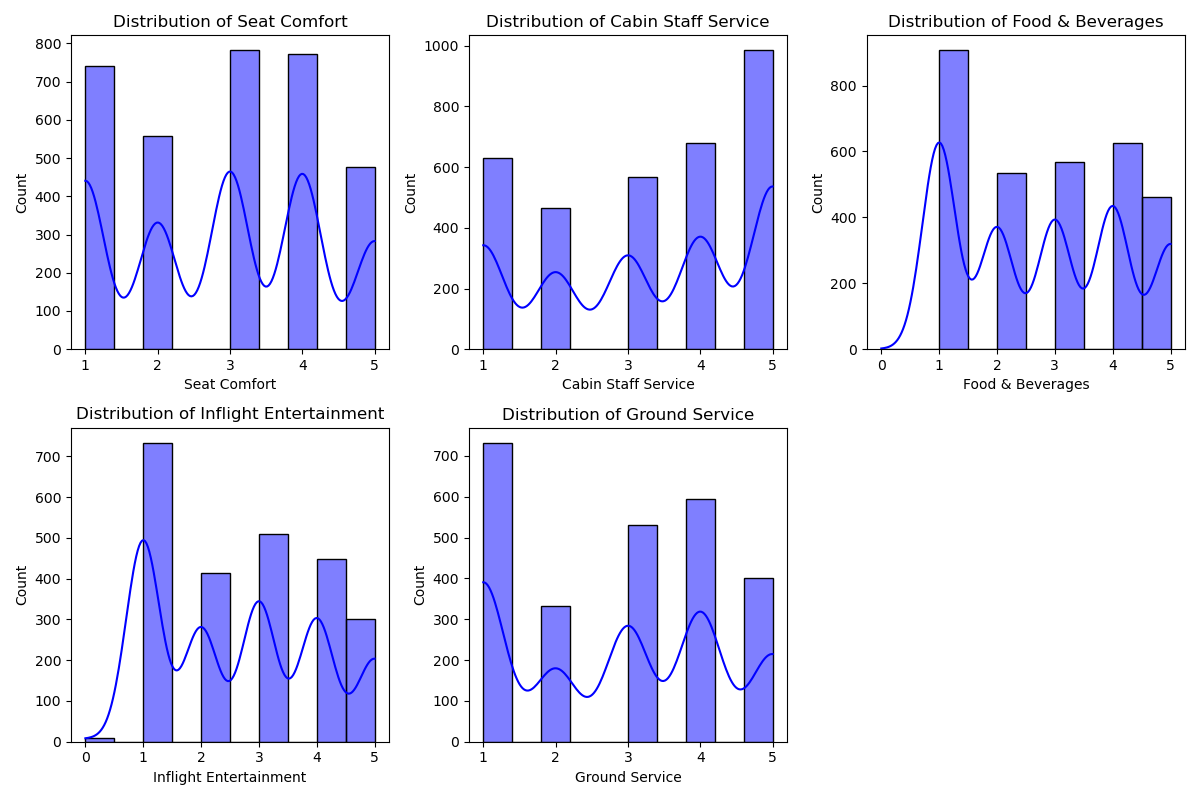 Distribution of Seat Comfort
800
700
600
500
400
300
200
100
0
Count
1 2 3 4 5
Seat Comfort
Distribution of Cabin Staff Service
1000
800
600
400
200
0
Count
1 2 3 4 5
Cabin Staff Service
Distribution of Food & Beverages
800
600
400
200
0
Count
0 1 2 3 4 5
Food & Beverages
Distribution of Inflight Entertainment
700
600
500
400
300
200
100
0
Count
0 1 2 3 4 5
Inflight Entertainment
Distribution of Ground Service
700
600
500
400
300
200
100
0
Count
1 2 3 4 5
Ground Service